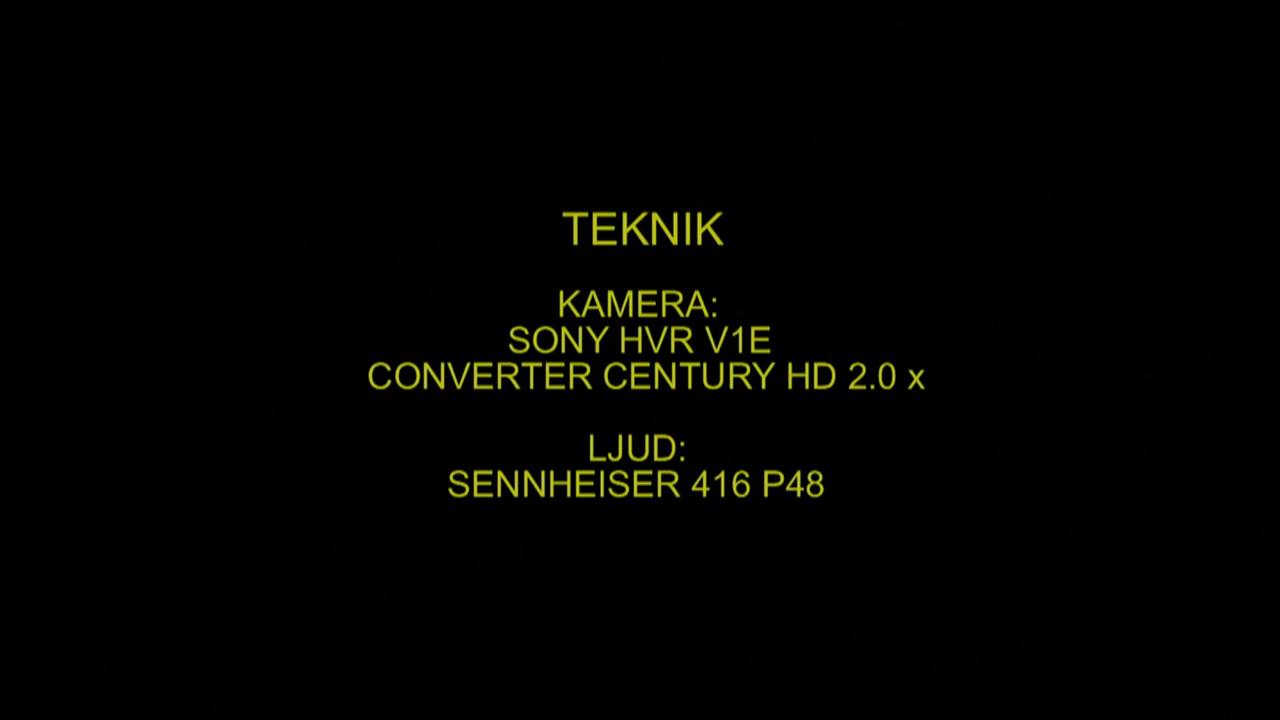 TEKNIK
KAMERA:
SONY HVR V1E
CONVERTER CENTURY HD 2.0 x
LJUD:
SENNHEISER 416 P48